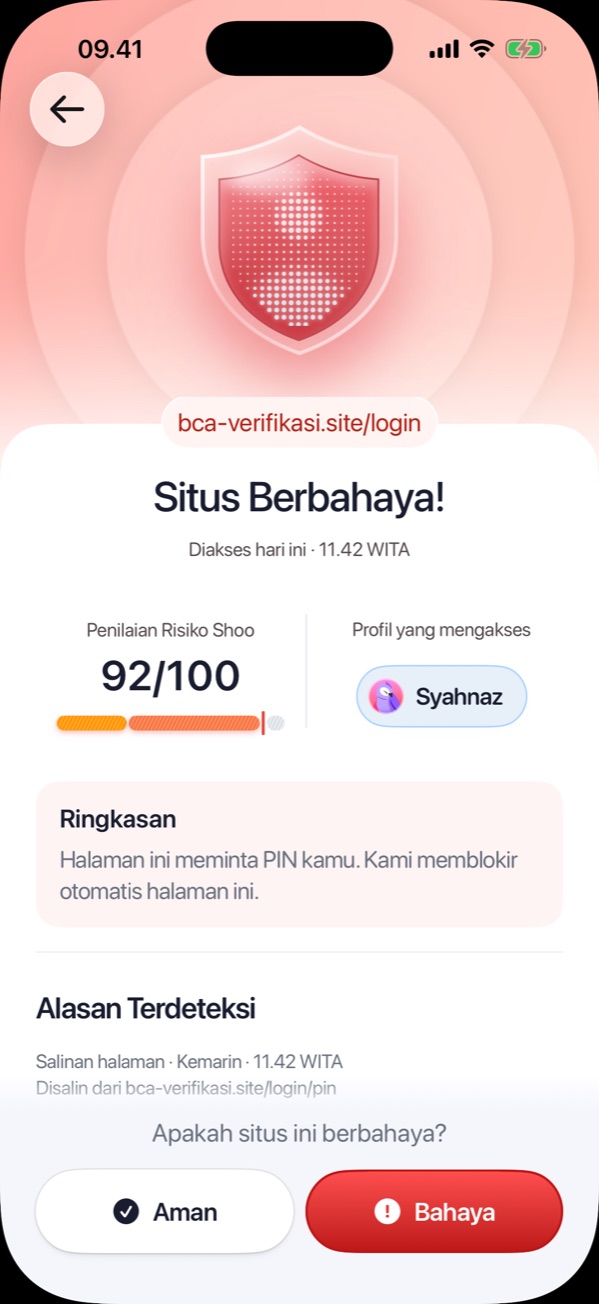 09.41
bca-verifikasi.site/login
Situs Berbahaya!
Diakses hari ini · 11.42 WITA
Penilaian Risiko Shoo
92/100
Profil yang mengakses
Syahnaz
Ringkasan
Halaman ini meminta PIN kamu. Kami memblokir
otomatis halaman ini.
Alasan Terdeteksi
Salinan halaman · Kemarin · 11.42 WITA
Disalin dari bca-verifikasi.site/login/pin
Apakah situs ini berbahaya?
Aman
Bahaya